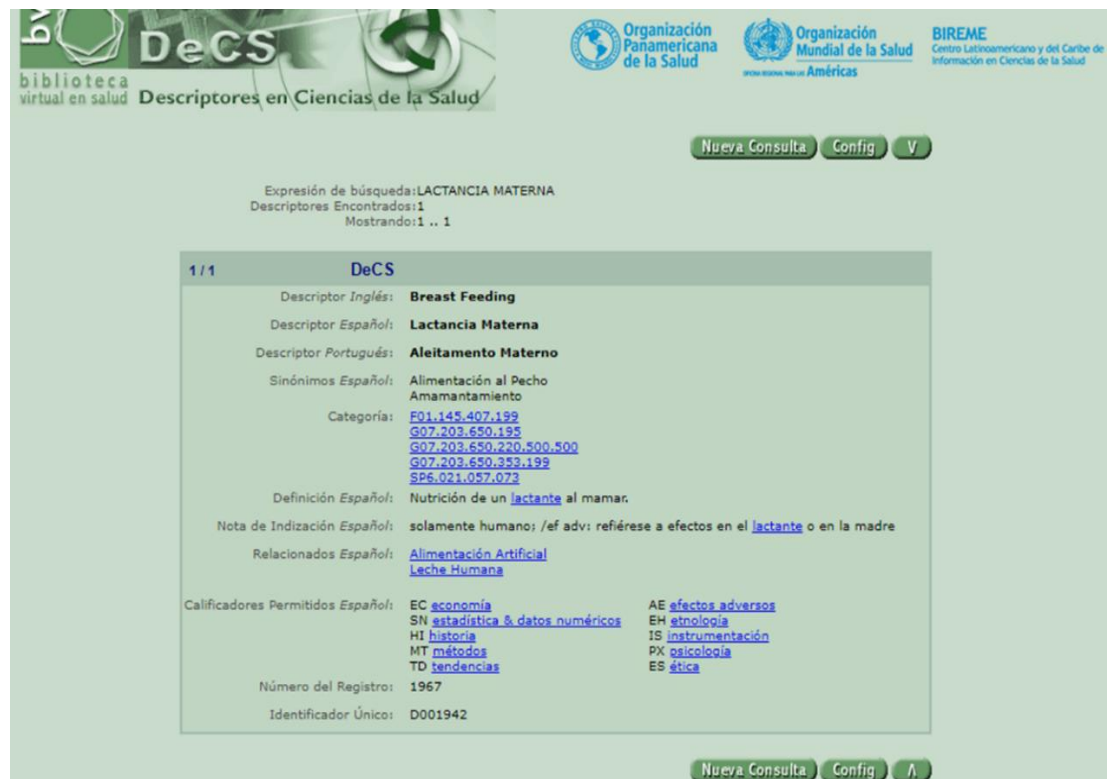 bv
DeCS
biblioteca
virtual en salud
Descriptores en Ciencias de la Salud
Organización
Panamericana
de la Salud
Organización
Mundial de la Salud
OFICINA REGIONAL PARA LAS Américas
BIREME
Centro Latinoamericano y del Caribe de
Información en Ciencias de la Salud
Nueva Consulta Config V
Expresión de búsqueda:LACTANCIA MATERNA
Descriptores Encontrados:1
Mostrando:1 .. 1
1 / 1 DeCS
Descriptor Inglés: Breast Feeding
Descriptor Español: Lactancia Materna
Descriptor Portugués: Aleitamento Materno
Sinónimos Español: Alimentación al Pecho
Amamantamiento
Categoría: F01.145.407.199
G07.203.650.195
G07.203.650.220.500.500
G07.203.650.353.199
SP6.021.057.073
Definición Español: Nutrición de un lactante al mamar.
Nota de Indización Español: solamente humano; /ef adv: refiérese a efectos en el lactante o en la madre
Relacionados Español: Alimentación Artificial
Leche Humana
Calificadores Permitidos Español: EC economía AE efectos adversos
SN estadística & datos numéricos EH etnología
HI historia IS instrumentación
MT métodos PX psicología
TD tendencias ES ética
Número del Registro: 1967
Identificador Único: D001942
Nueva Consulta Config Λ